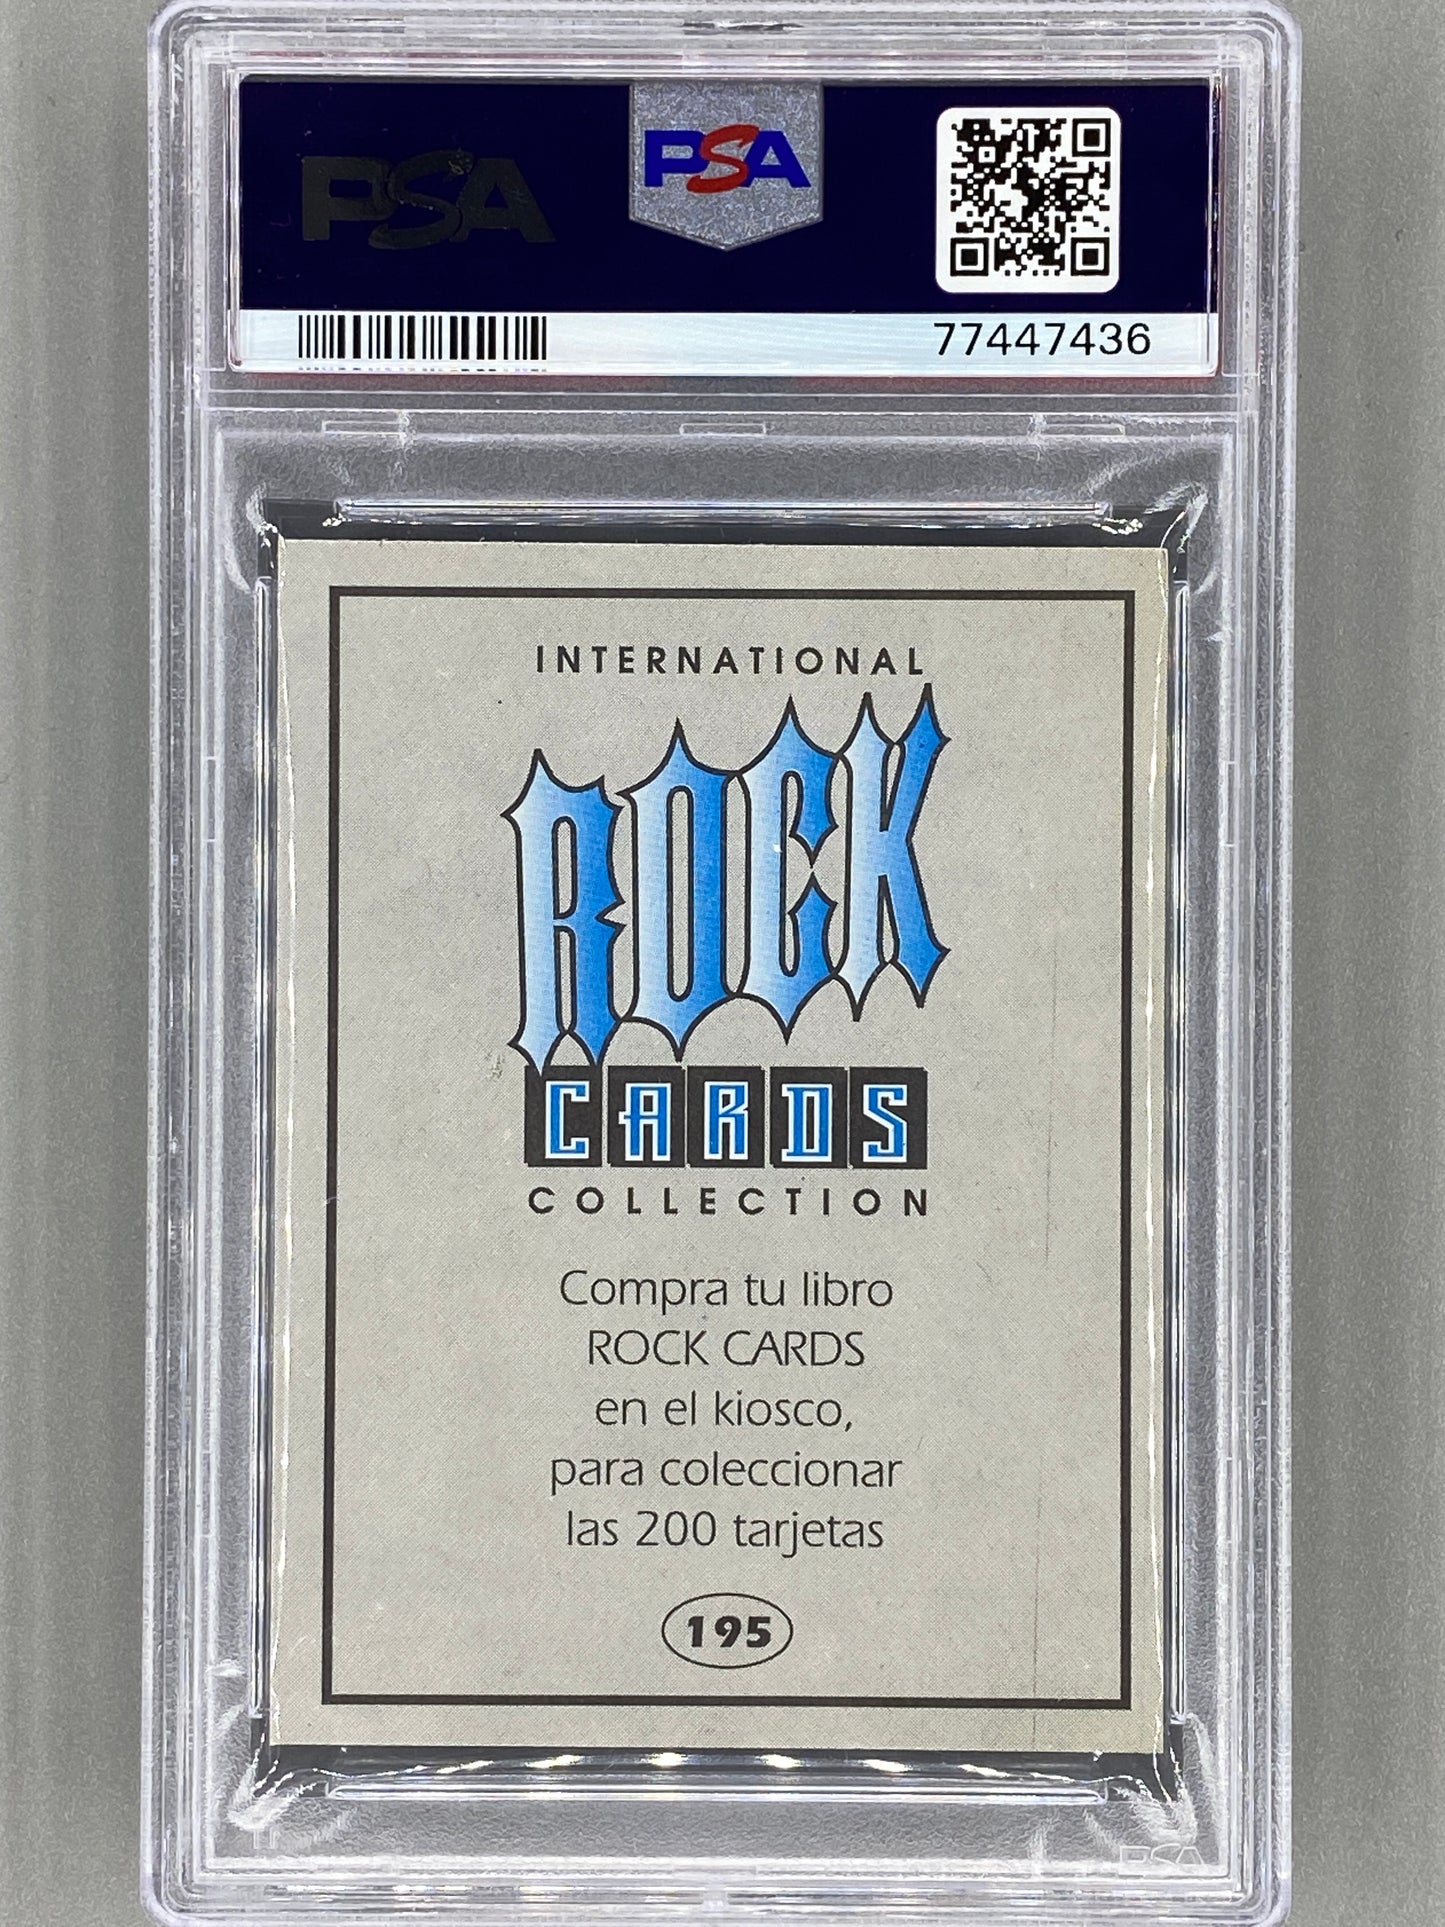 PSA
PSA
77447436
INTERNATIONAL
ROCK
CARDS
COLLECTION
Compra tu libro
ROCK CARDS
en el kiosco,
para coleccionar
las 200 tarjetas
195
PSA